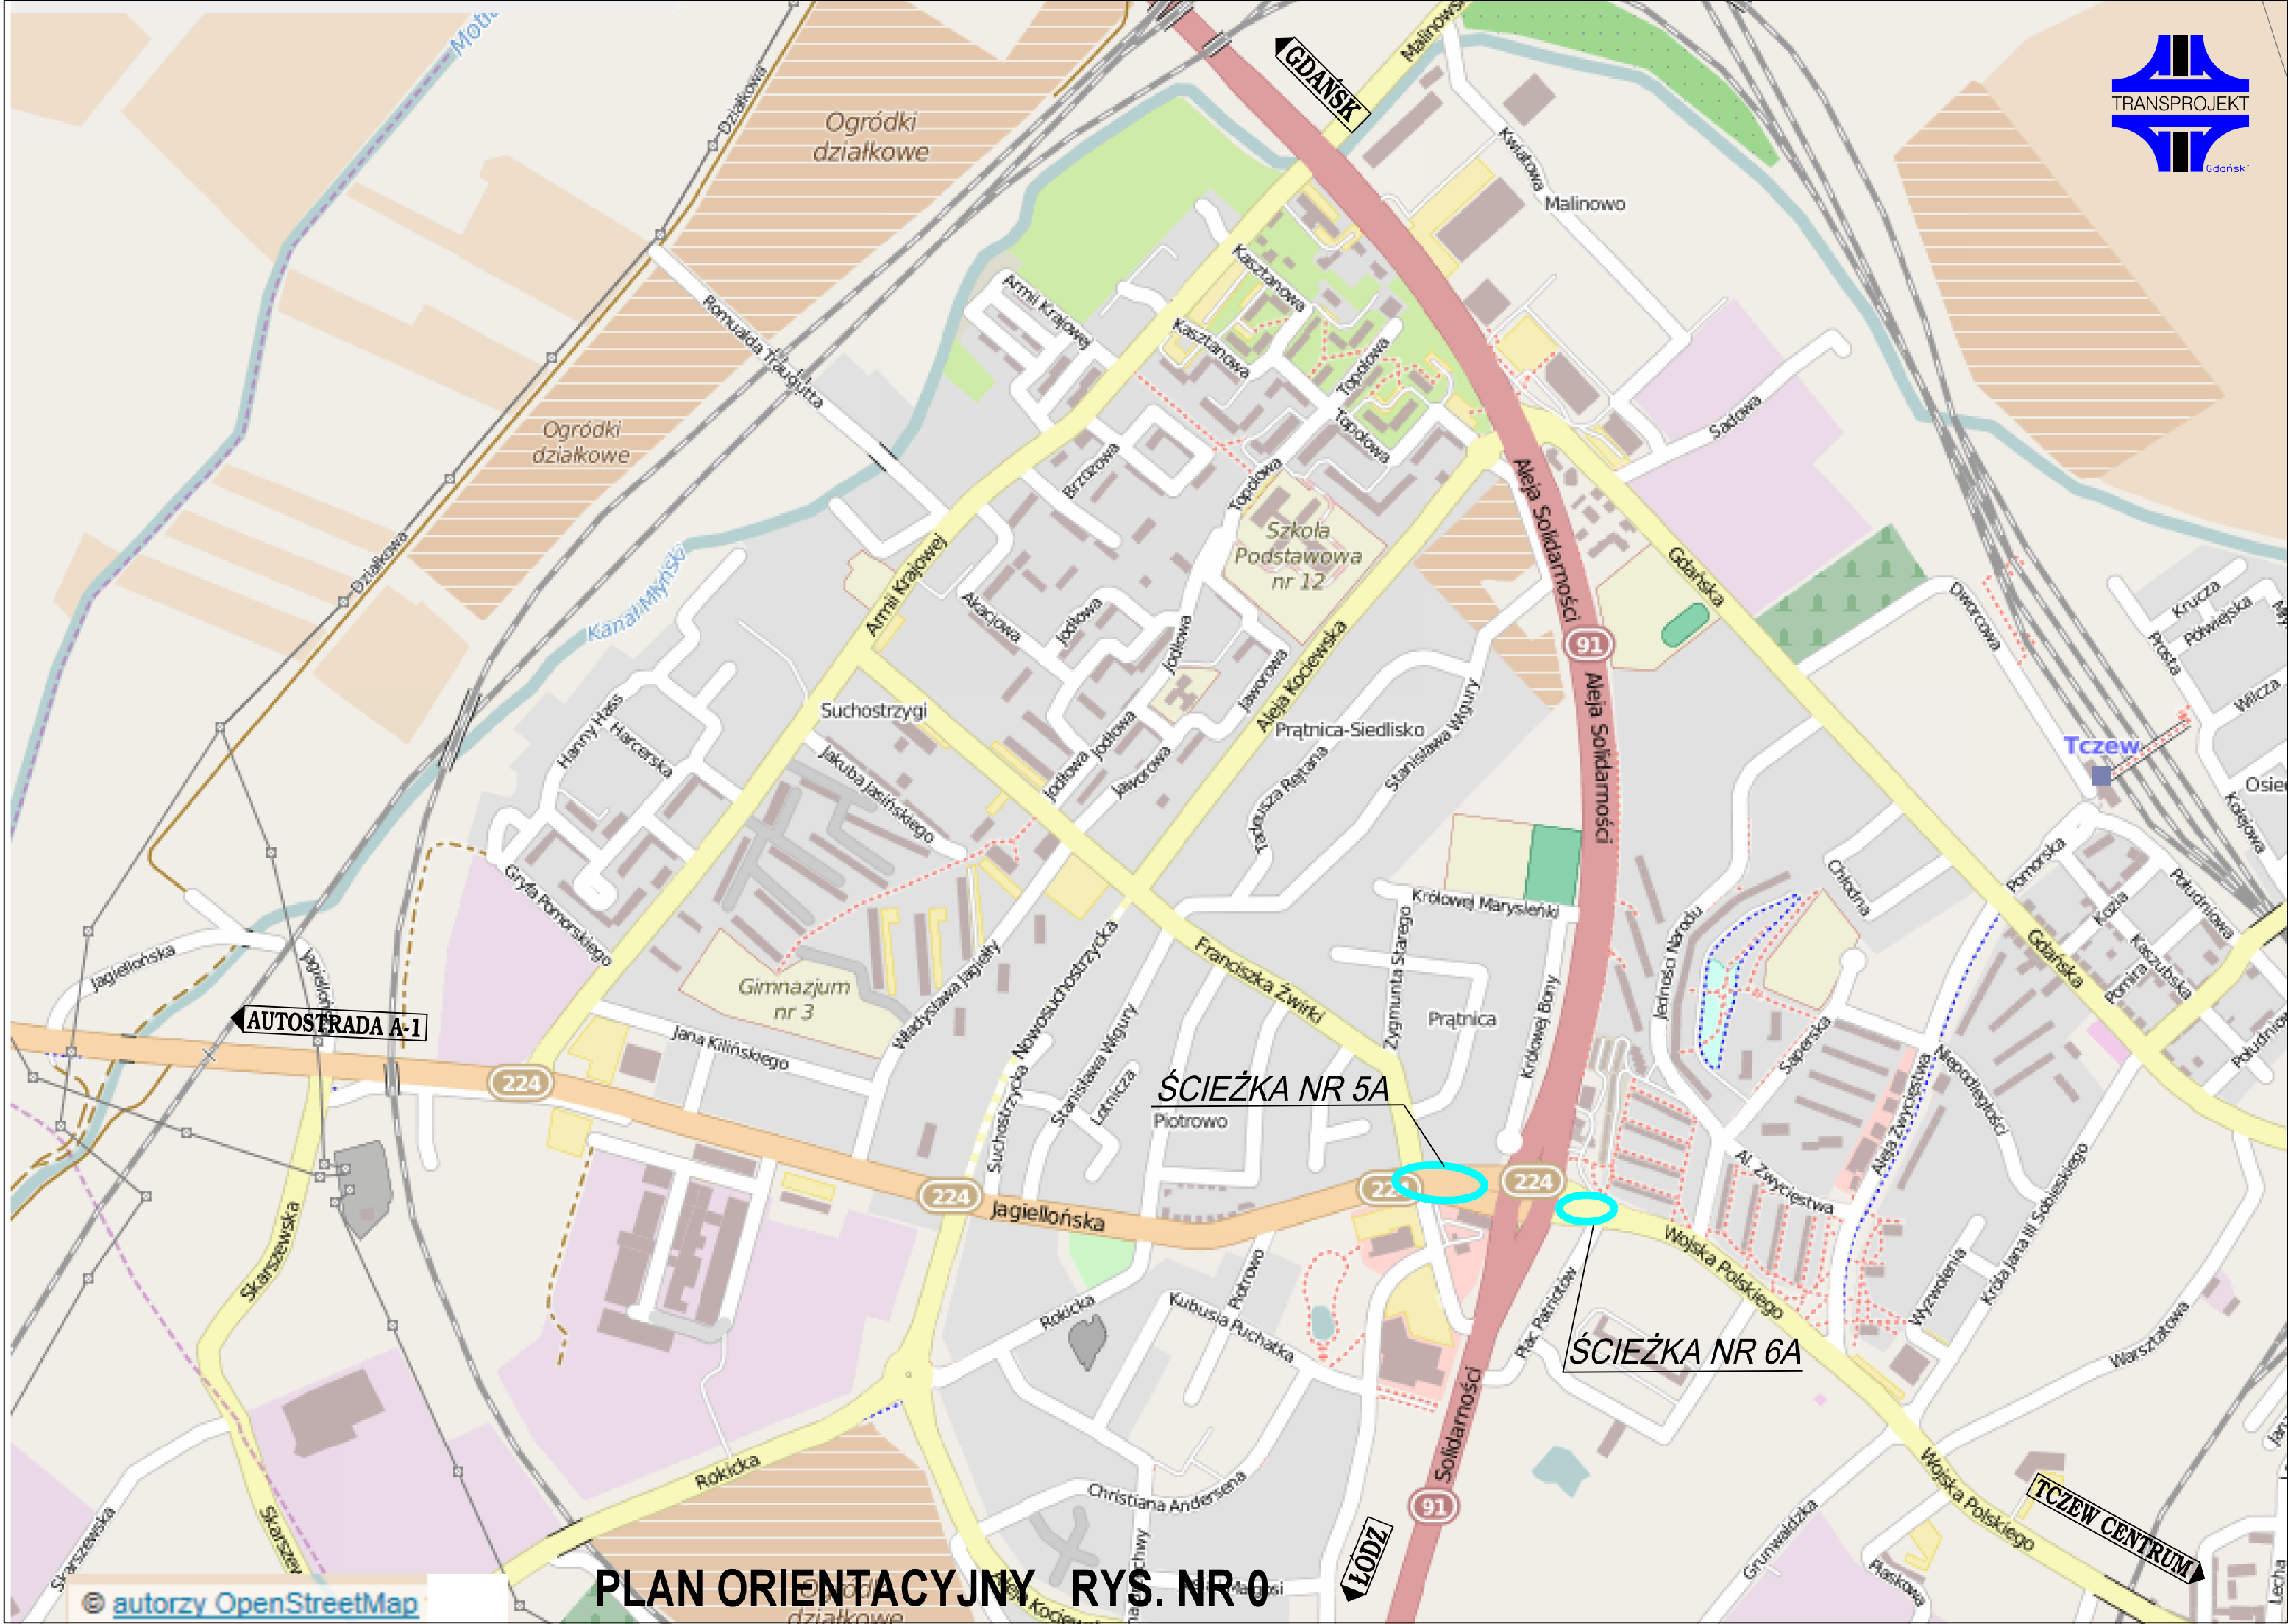 Motł
Działkowa
Ogródki
działkowe
GDAŃSK
TRANSPROJEKT
Gdański
Kwiatowa
Malinowo
Kasztanowa
Armii Krajowej
Kasztanowa
Romualda Traugutta
Topolowa
Topolowa
Sadowa
Ogródki
działkowe
Brzozowa
Topolowa
Aleja Solidarności
Szkoła
Podstawowa
nr 12
Działkowa
Kanał Młyński
Armii Krajowej
Akacjowa
Jodłowa
Jodłowa
Gdańska
Dworcowa
Krucza
Półwiejska
Prosta
Wilcza
91
Aleja Kociewska
Jaworowa
Suchostrzygi
Hanny Hass
Harcerska
Jakuba Jasińskiego
Jodłowa
Jodłowa
Jaworowa
Prątnica-Siedlisko
Stanisława Wigury
Tadeusza Rejtana
Aleja Solidarności
Tczew
Kolejowa
Gryfa Pomorskiego
Królowej Marysieńki
Chłodna
Pomorska
Południowa
Kozia
Kaszubska
Jagiellońska
Franciszka Żwirki
Zygmunta Starego
Jedności Narodu
Gdańska
Gimnazjum
nr 3
Władysława Jagiełły
Nowosuchostrzycka
Stanisława Wigury
Prątnica
Królowej Bony
AUTOSTRADA A-1
Jana Kilińskiego
Saperska
Niepodległości
224
ŚCIEŻKA NR 5A
Lotnicza
Piotrowo
Suchostrzycka
Aleja Zwycięstwa
Al. Zwycięstwa
Króla Jana III Sobieskiego
224
224
Jagiellońska
Wojska Polskiego
Skarszewska
Rokicka
Piotrowo
Kubusia Puchatka
Plac Patriotów
ŚCIEŻKA NR 6A
Wyzwolenia
Warsztatowa
Solidarności
Rokicka
Christiana Andersena
91
ŁÓDŹ
Wojska Polskiego
TCZEW CENTRUM
Grunwaldzka
Płaskowa
Lecha
Skarszewska
© autorzy OpenStreetMap
PLAN ORIENTACYJNY RYS. NR 0
działkowe